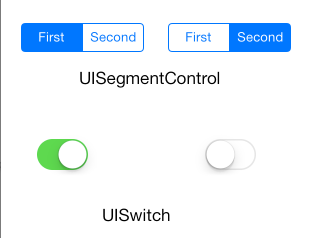 First Second First Second
UISegmentControl
UISwitch